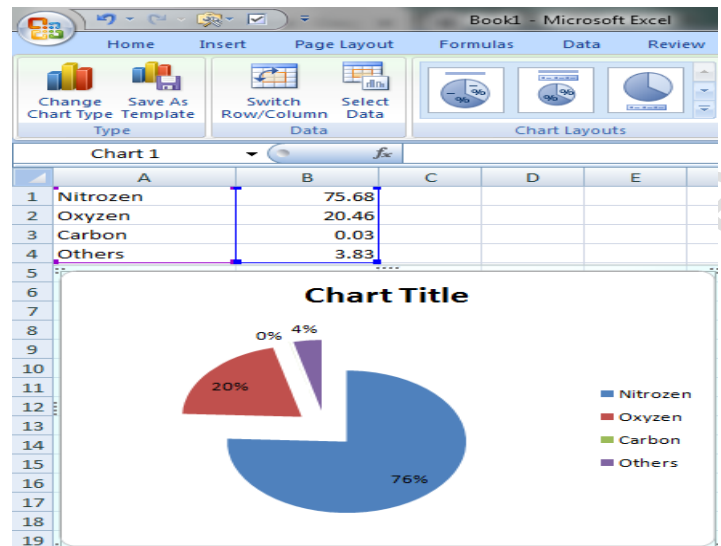 Book1 - Microsoft Excel
Home Insert Page Layout Formulas Data Review
Change Chart Type
Save As Template
Switch Row/Column
Select Data
Type Data Chart Layouts
Chart 1 fx
A B C D E
1 Nitrozen 75.68
2 Oxyzen 20.46
3 Carbon 0.03
4 Others 3.83
5
6
7
8
9
10
11
12
13
14
15
16
17
18
19
Chart Title
0% 4%
20%
76%
Nitrozen
Oxyzen
Carbon
Others